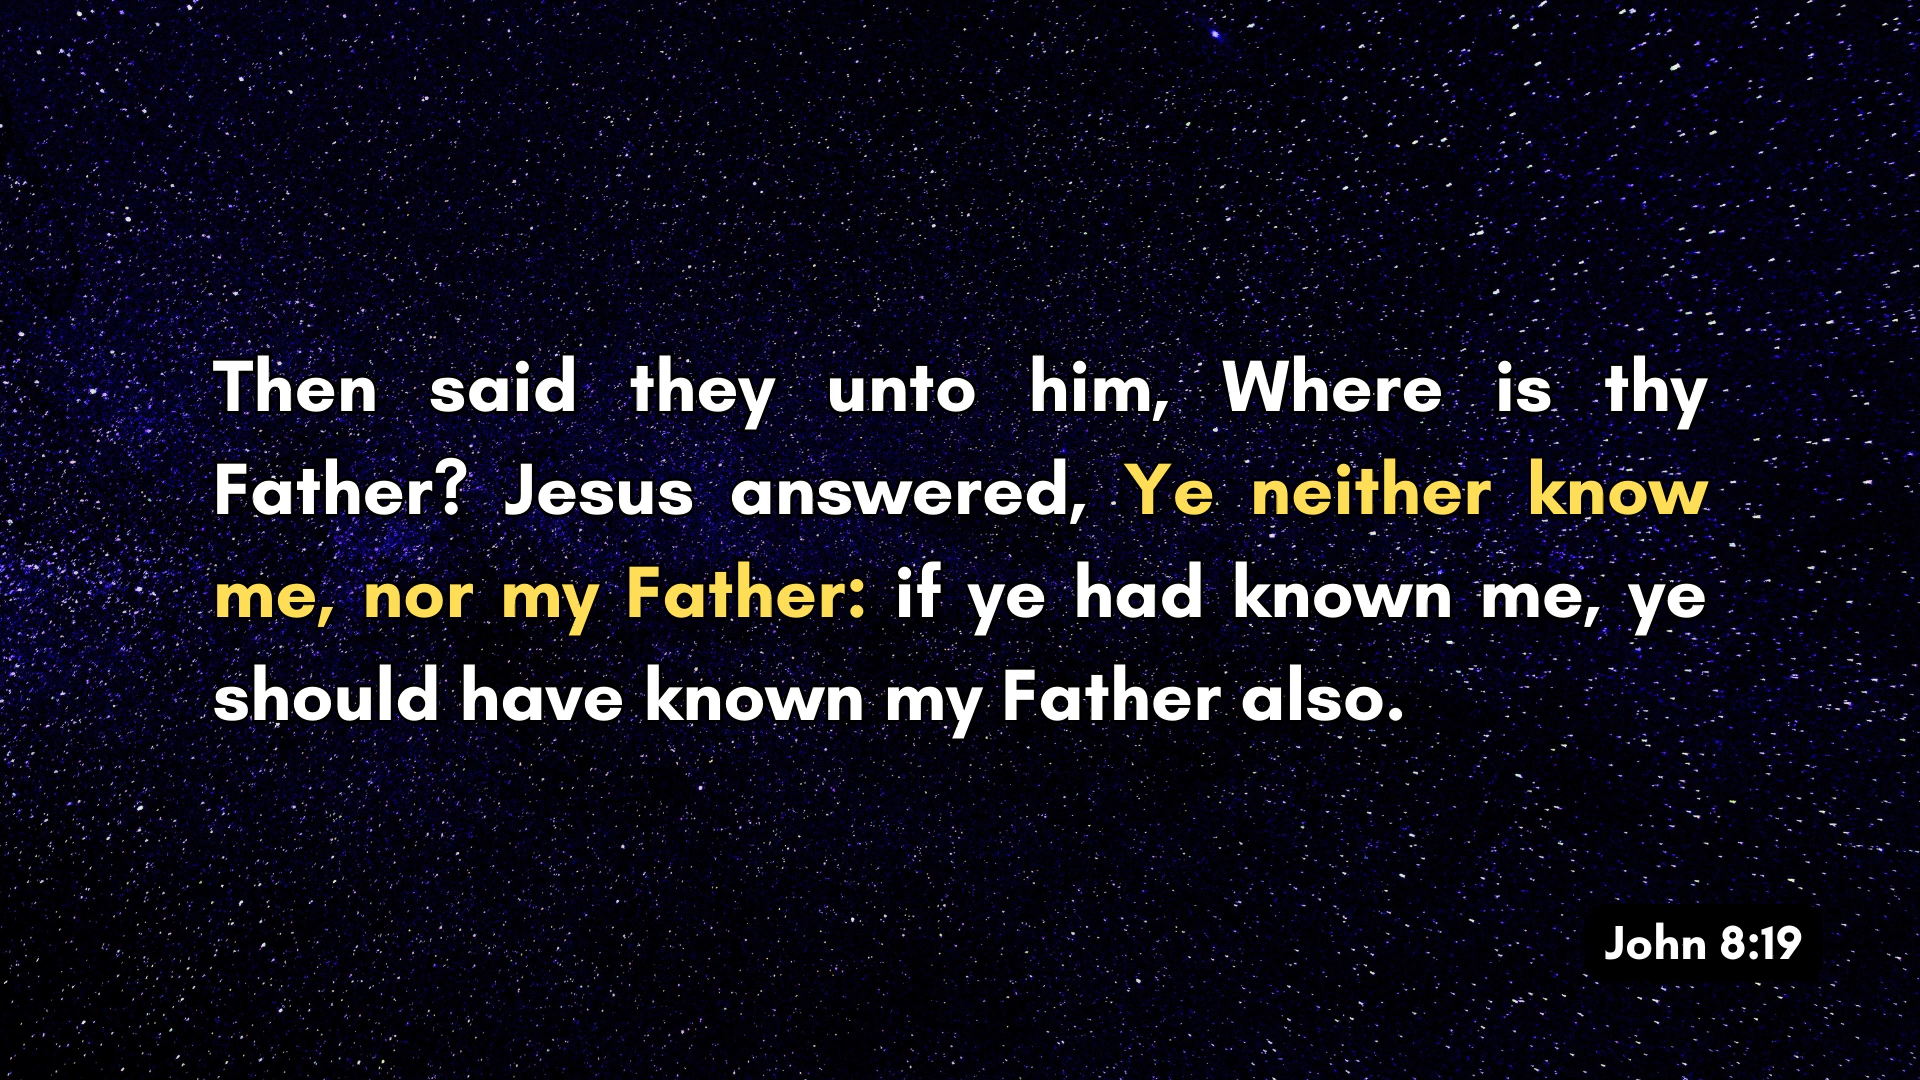 Then said they unto him, Where is thy
Father? Jesus answered, Ye neither know
me, nor my Father: if ye had known me, ye
should have known my Father also.
John 8:19